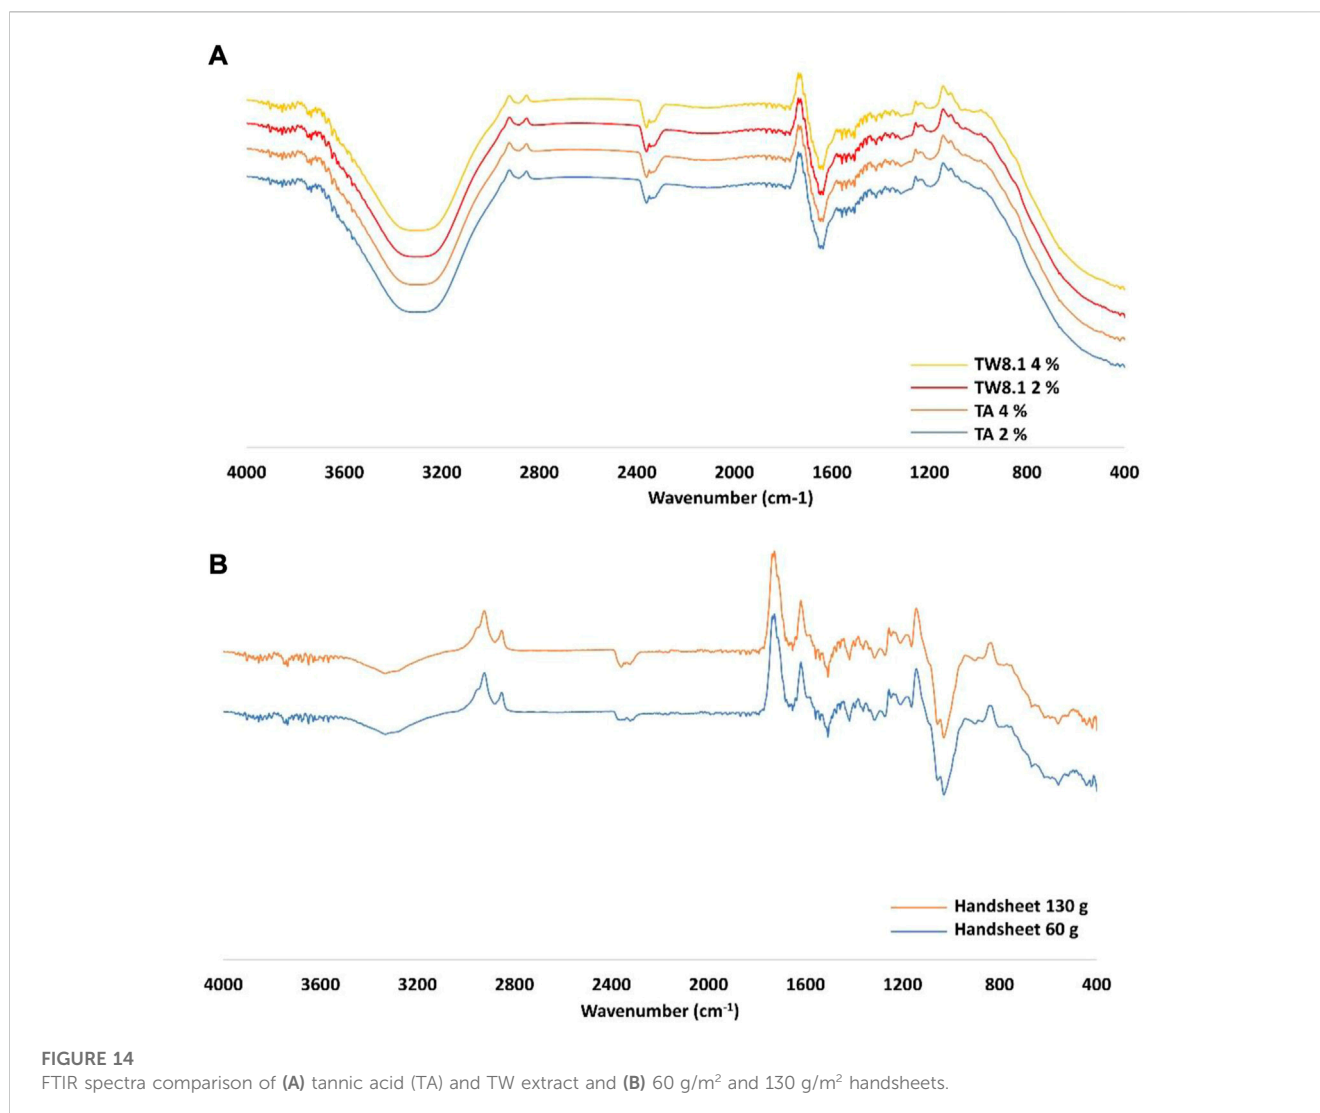 A
TW8.1 4 %
TW8.1 2 %
TA 4 %
TA 2 %
4000 3600 3200 2800 2400 2000 1600 1200 800 400
Wavenumber (cm-1)
B
Handsheet 130 g
Handsheet 60 g
4000 3600 3200 2800 2400 2000 1600 1200 800 400
Wavenumber (cm⁻¹)
FIGURE 14
FTIR spectra comparison of (A) tannic acid (TA) and TW extract and (B) 60 g/m² and 130 g/m² handsheets.